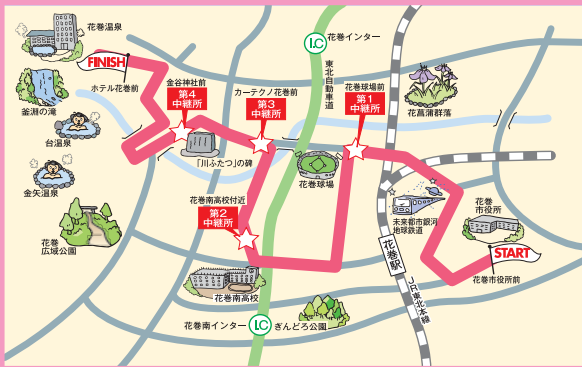 花巻温泉
FINISH
ホテル花巻前
釜淵の滝
台温泉
金矢温泉
花巻
広域公園
金谷神社前
第4
中継所
「川ふたつ」の碑
カーテクノ花巻前
第3
中継所
I.C
花巻インター
東北自動車道
花巻球場前
第1
中継所
花巻球場
花菖蒲群落
花巻南高校付近
第2
中継所
花巻南高校
花巻南インター
I.C
ぎんどろ公園
未来都市銀河
地球鉄道
花巻駅
JR東北本線
花巻
市役所
START
花巻市役所前